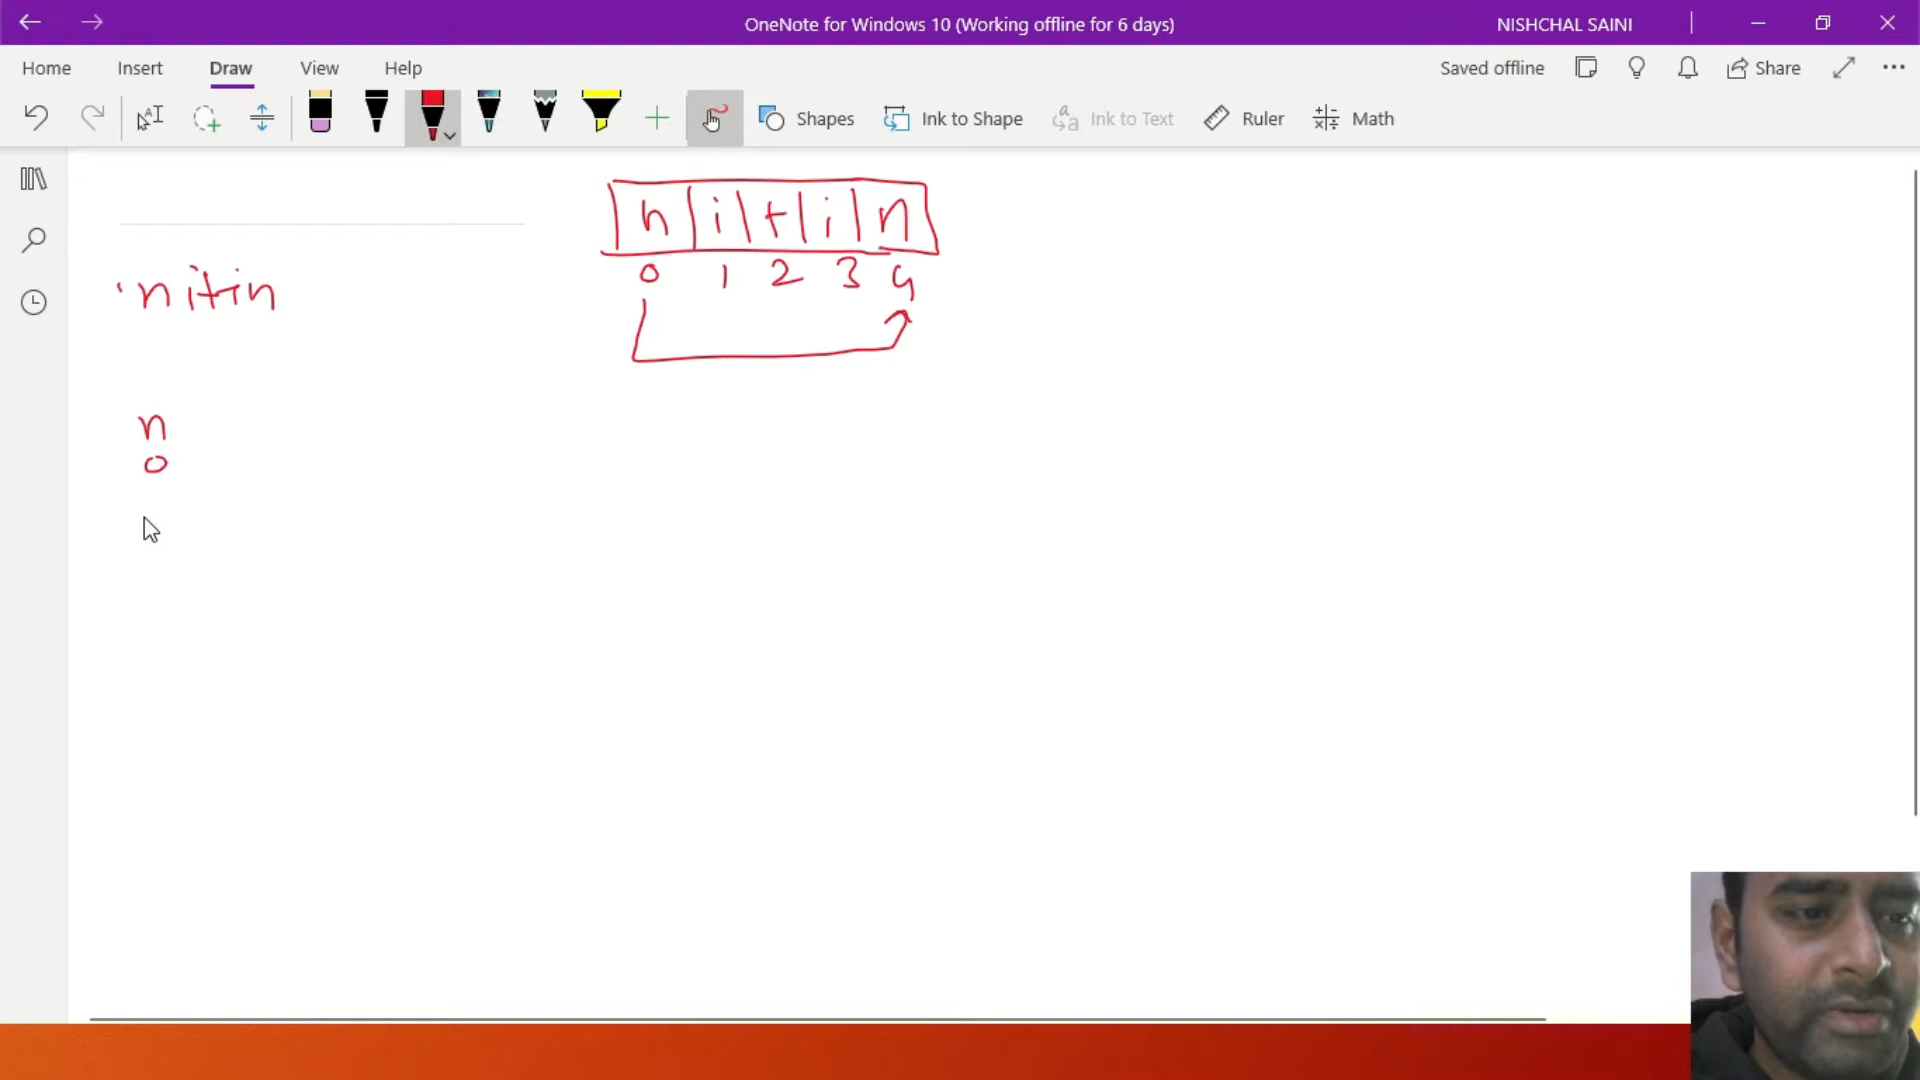 OneNote for Windows 10 (Working offline for 6 days)
NISHCHAL SAINI
Home Insert Draw View Help
Saved offline
Share
Shapes Ink to Shape Ink to Text Ruler Math
n i t i n
0 1 2 3 4
nitin
n
0